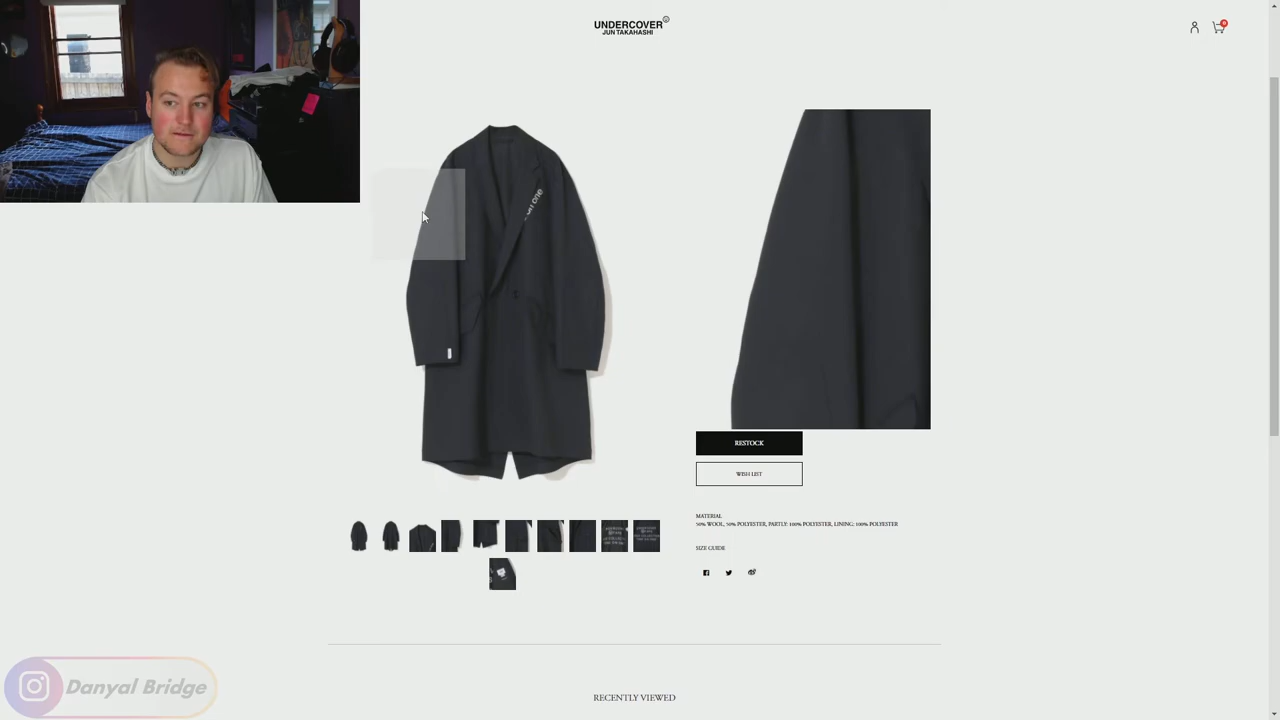 UNDERCOVER
JUN TAKAHASHI
0
RESTOCK
WISH LIST
MATERIAL
50% WOOL, 50% POLYESTER, PARTLY: 100% POLYESTER, LINING: 100% POLYESTER
SIZE GUIDE
Danyal Bridge
RECENTLY VIEWED